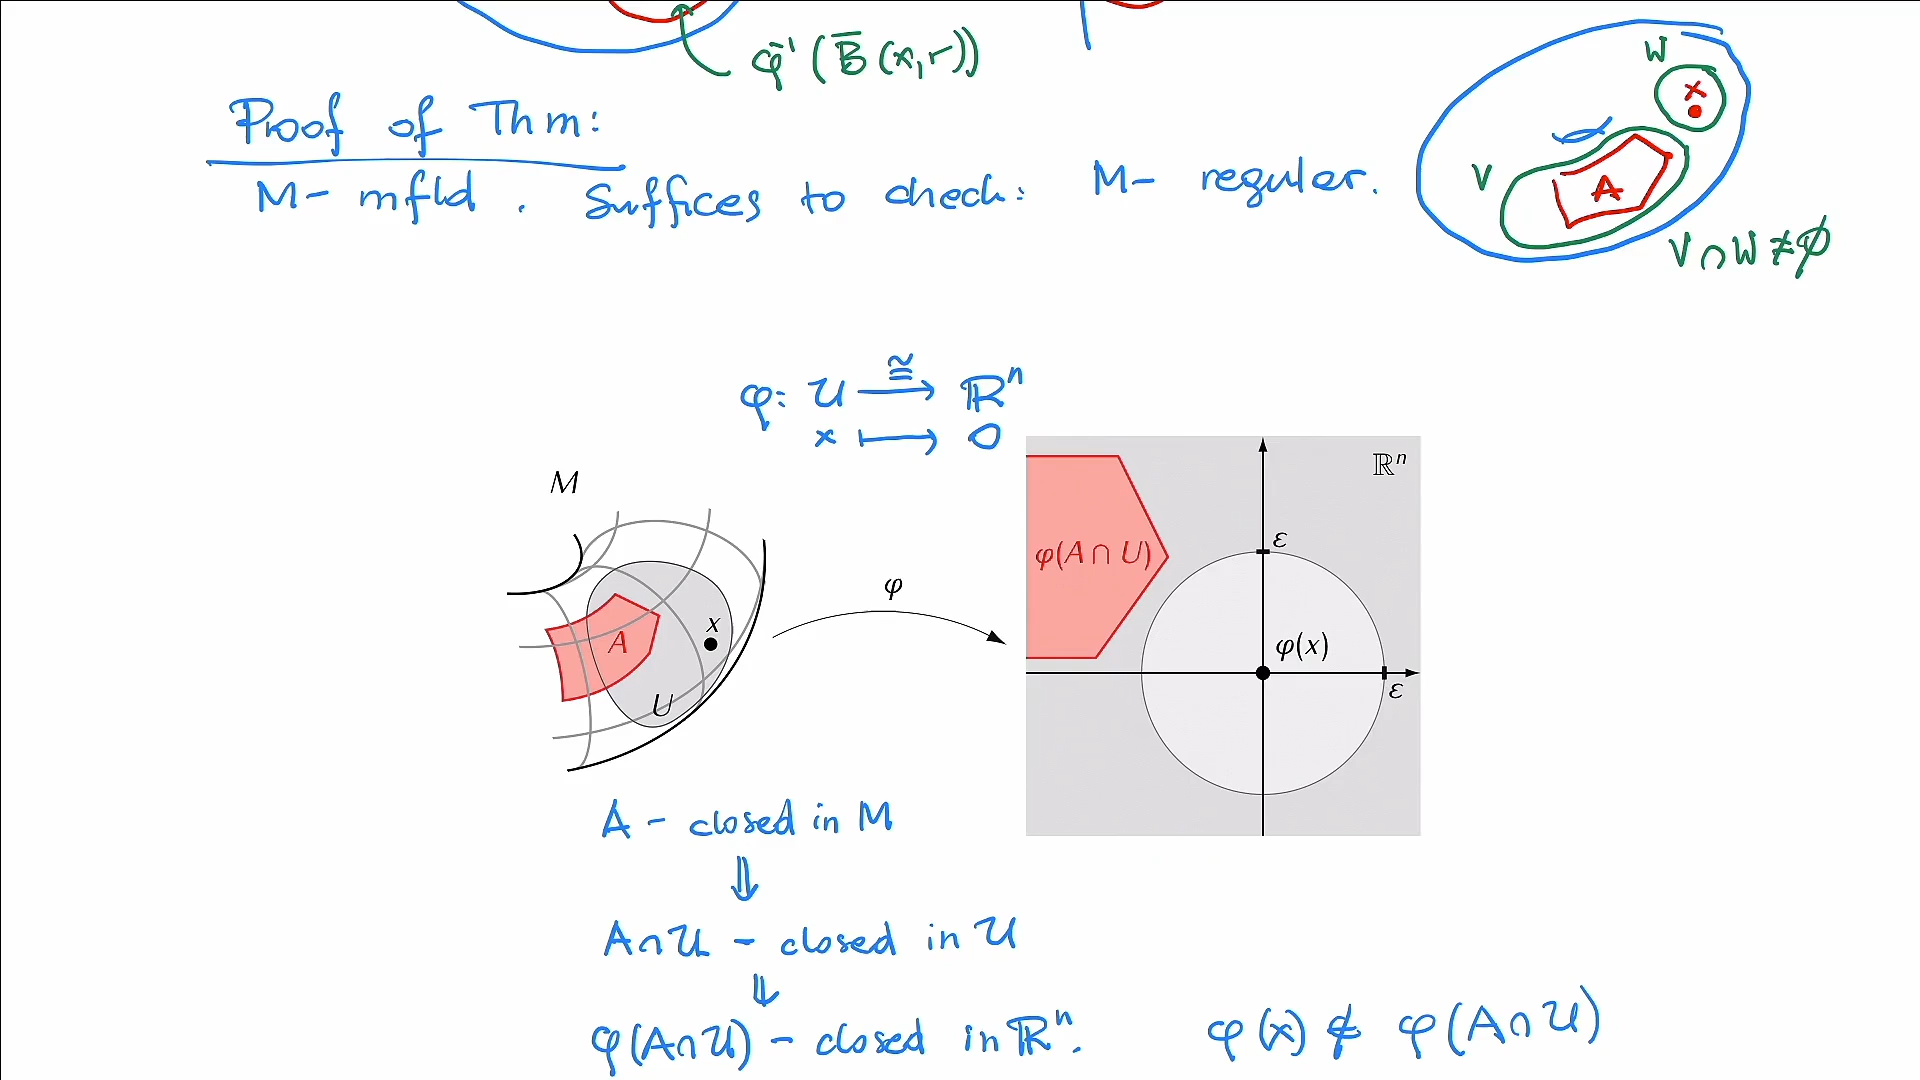 φ⁻¹(B̅(x,r))
Proof of Thm:
M- mfld. Suffices to check: M- regular.
W
x
V
A
V∩W≠∅
φ: U ≅⟶ ℝⁿ
x ⟼ 0
M
A
x
U
φ
ℝⁿ
ε
φ(A ∩ U)
φ(x)
ε
A - closed in M
⇓
A∩U - closed in U
⇓
φ(A∩U) - closed in ℝⁿ. φ(x) ∉ φ(A∩U)